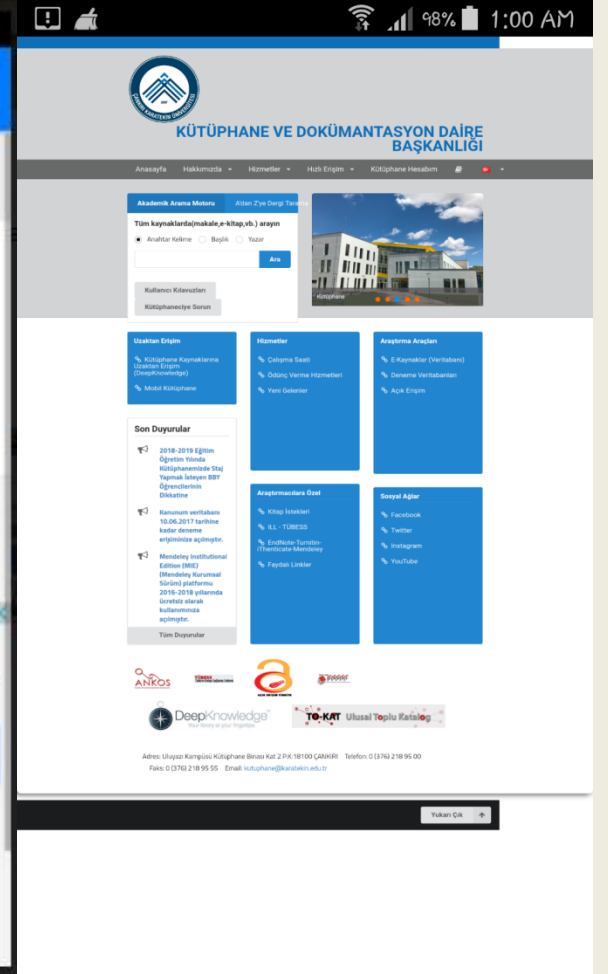 98% 1:00 AM
KÜTÜPHANE VE DOKÜMANTASYON DAİRE
BAŞKANLIĞI
Anasayfa Hakkımızda Hizmetler Hızlı Erişim Kütüphane Hesabım
Akademik Arama Motoru A'dan Z'ye Dergi Tarama
Tüm kaynaklarda(makale,e-kitap,vb.) arayın
Anahtar Kelime Başlık Yazar
Ara
Kullanıcı Kılavuzları
Kütüphaneciye Sorun
Kütüphane
Uzaktan Erişim
Kütüphane Kaynaklarına
Uzaktan Erişim
(DeepKnowledge)
Mobil Kütüphane
Hizmetler
Çalışma Saati
Ödünç Verme Hizmetleri
Yeni Gelenler
Araştırma Araçları
E-Kaynaklar (Veritabanı)
Deneme Veritabanları
Açık Erişim
Son Duyurular
2018-2019 Eğitim
Öğretim Yılında
Kütüphanemizde Staj
Yapmak İsteyen BBY
Öğrencilerinin
Dikkatine
Kanunum veritabanı
10.06.2017 tarihine
kadar deneme
erişiminize açılmıştır.
Mendeley Institutional
Edition (MIE)
(Mendeley Kurumsal
Sürüm) platformu
2016-2018 yıllarında
ücretsiz olarak
kullanımınıza
açılmıştır.
Tüm Duyurular
Araştırmacılara Özel
Kitap İstekleri
ILL - TÜBESS
EndNote-Turnitin-
iThenticate-Mendeley
Faydalı Linkler
Sosyal Ağlar
Facebook
Twitter
Instagram
YouTube
ANKOS
DeepKnowledge
Your library at your fingertips
TO-KAT Ulusal Toplu Katalog
Adres: Uluyazı Kampüsü Kütüphane Binası Kat 2 P.K:18100 ÇANKIRI Telefon: 0 (376) 218 95 00
Faks: 0 (376) 218 95 55 Email: kutuphane@karatekin.edu.tr
Yukarı Çık